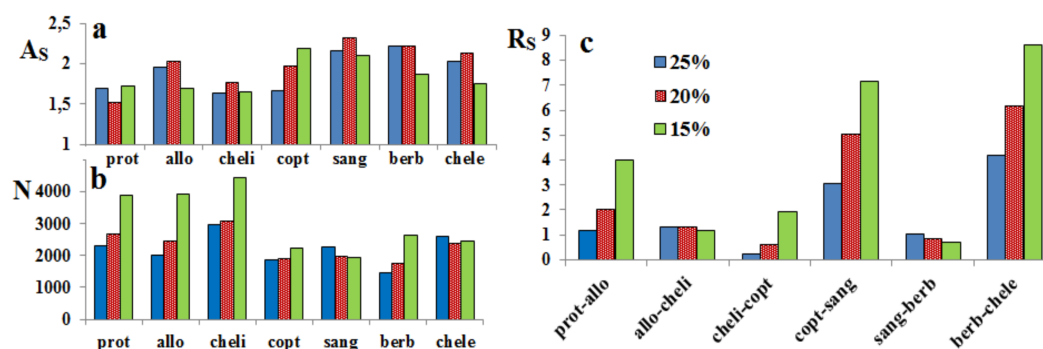 a
A_S
2,5
2
1,5
1
prot allo cheli copt sang berb chele
b
N
4000
3000
2000
1000
0
prot allo cheli copt sang berb chele
c
R_S
9
8
7
6
5
4
3
2
1
0
25%
20%
15%
prot-allo
allo-cheli
cheli-copt
copt-sang
sang-berb
berb-chele